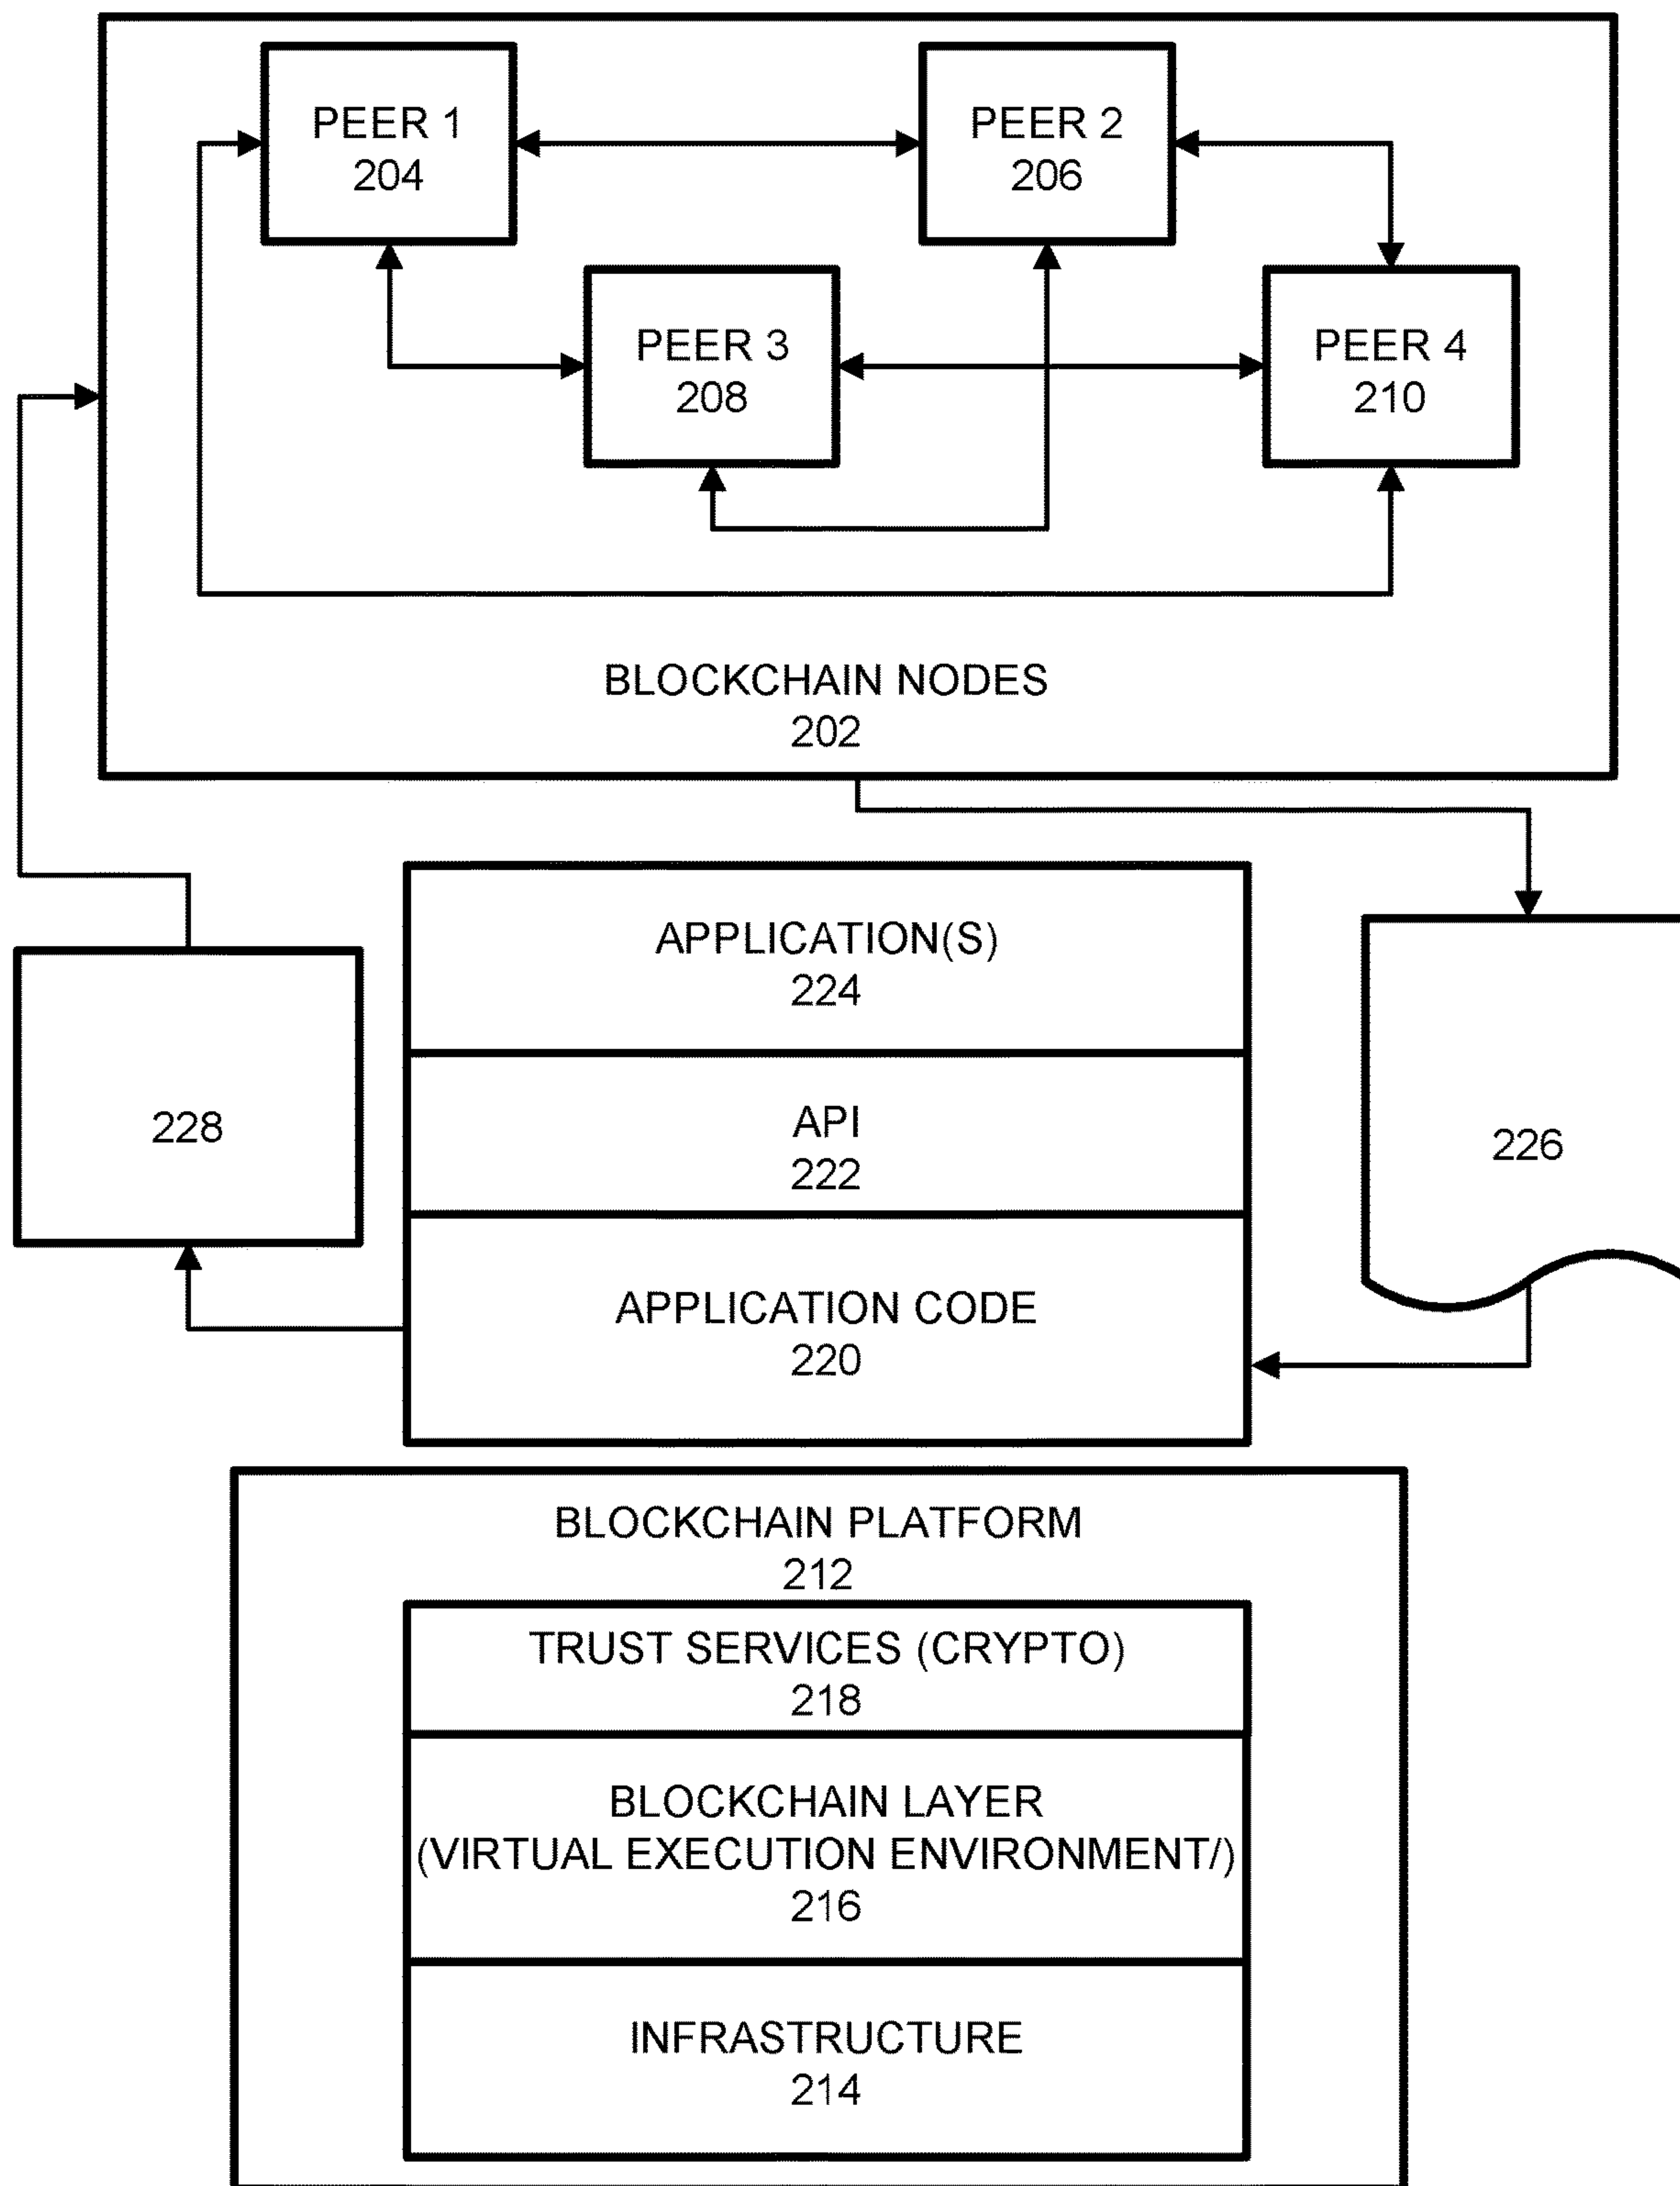 PEER 1
204
PEER 2
206
PEER 3
208
PEER 4
210
BLOCKCHAIN NODES
202
APPLICATION(S)
224
API
222
APPLICATION CODE
220
228
226
BLOCKCHAIN PLATFORM
212
TRUST SERVICES (CRYPTO)
218
BLOCKCHAIN LAYER
(VIRTUAL EXECUTION ENVIRONMENT/)
216
INFRASTRUCTURE
214